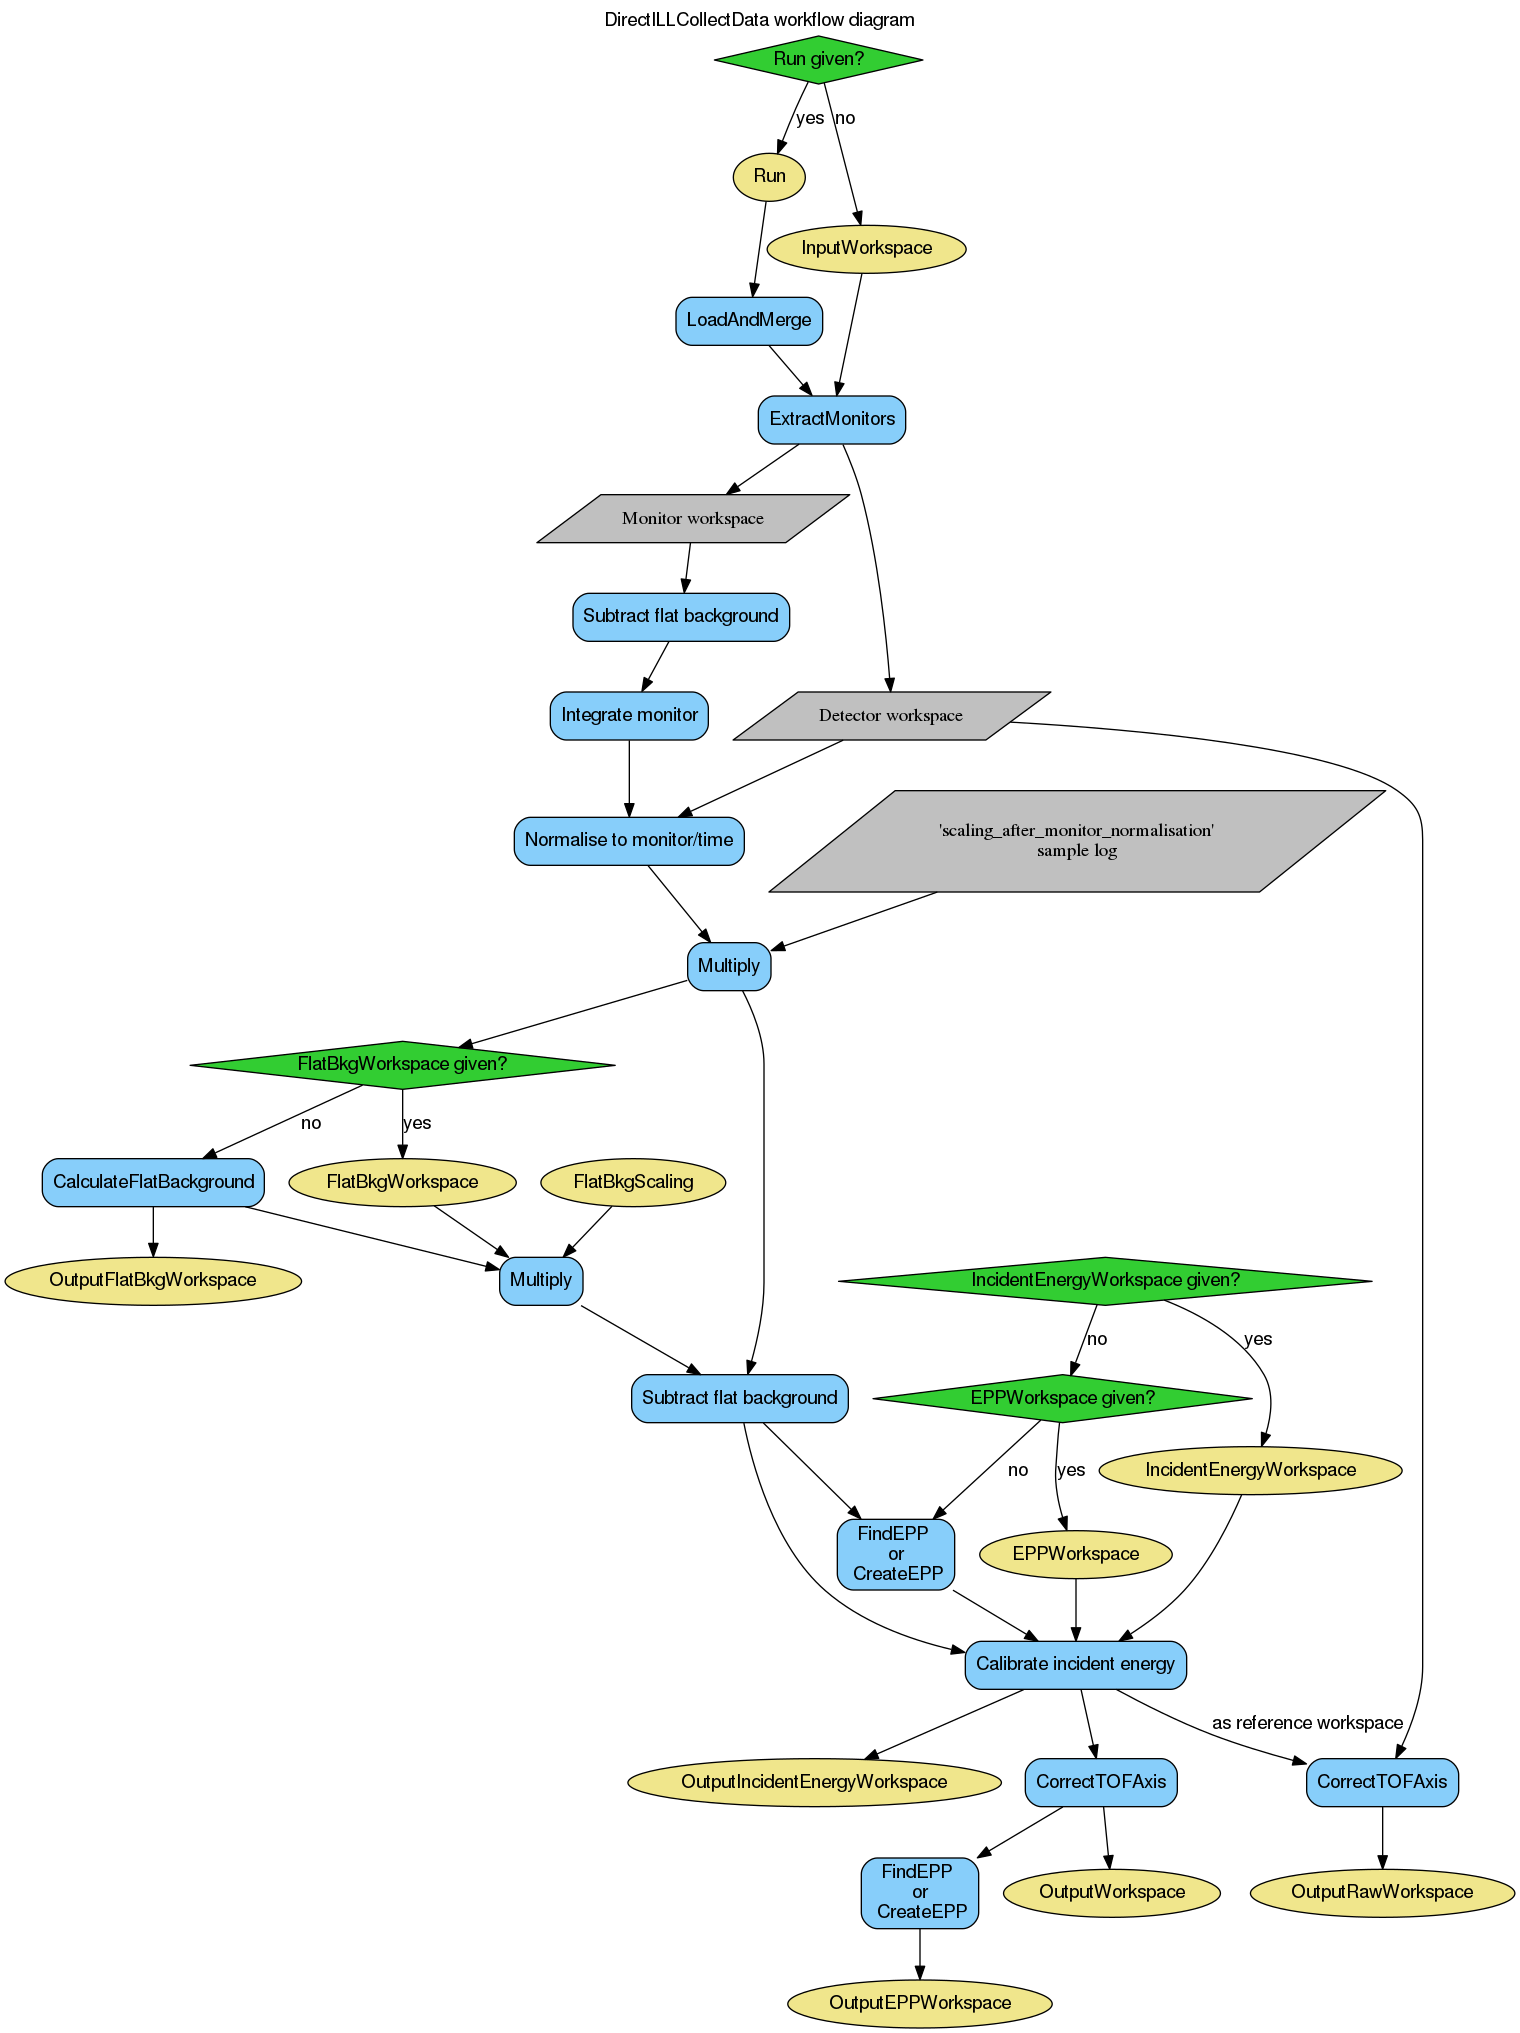 DirectILLCollectData workflow diagram
Run given?
yes
no
Run
InputWorkspace
LoadAndMerge
ExtractMonitors
Monitor workspace
Subtract flat background
Integrate monitor
Detector workspace
Normalise to monitor/time
'scaling_after_monitor_normalisation'
sample log
Multiply
FlatBkgWorkspace given?
no
yes
CalculateFlatBackground
FlatBkgWorkspace
FlatBkgScaling
OutputFlatBkgWorkspace
Multiply
IncidentEnergyWorkspace given?
no
yes
Subtract flat background
EPPWorkspace given?
no
yes
IncidentEnergyWorkspace
FindEPP
or
CreateEPP
EPPWorkspace
Calibrate incident energy
as reference workspace
OutputIncidentEnergyWorkspace
CorrectTOFAxis
CorrectTOFAxis
FindEPP
or
CreateEPP
OutputWorkspace
OutputRawWorkspace
OutputEPPWorkspace